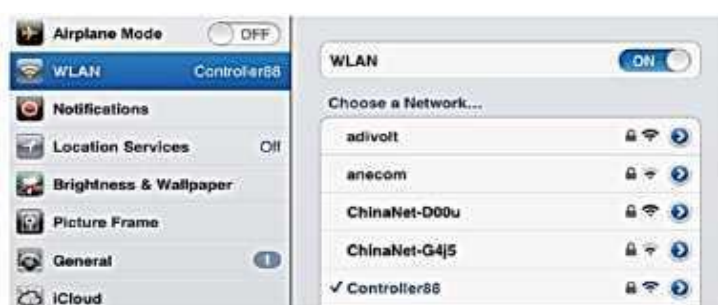 Airplane Mode OFF
WLAN Controller88
Notifications
Location Services Off
Brightness & Wallpaper
Picture Frame
General 1
iCloud
WLAN ON
Choose a Network...
adivolt
anecom
ChinaNet-D00u
ChinaNet-G4j5
✓ Controller88